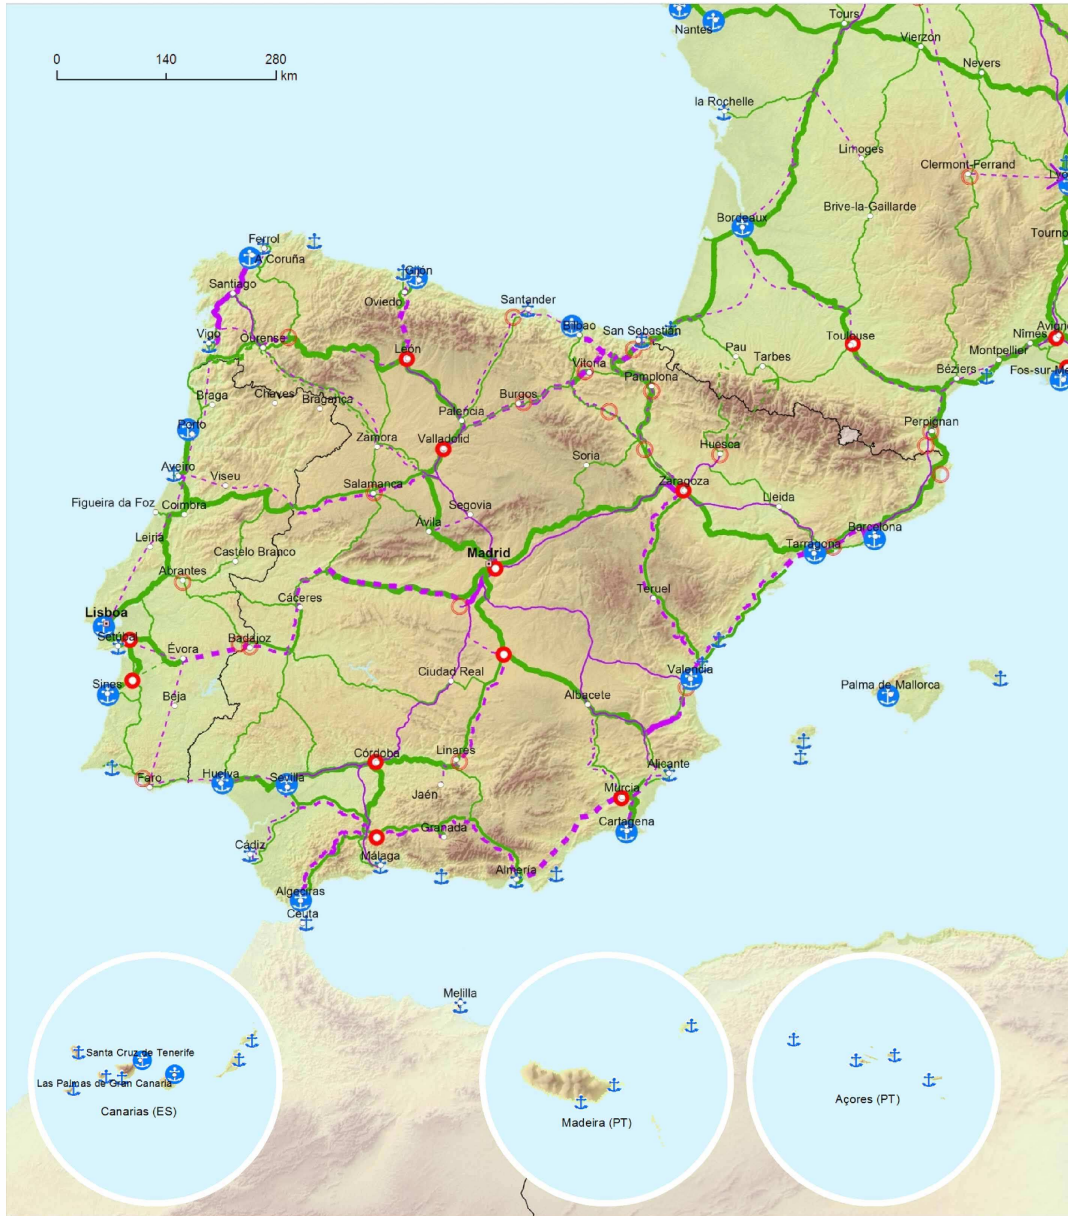 0
140
280
km
Tours
Nantes
Vierzon
Nevers
la Rochelle
Limoges
Clermont-Ferrand
Brive-la-Gaillarde
Bordeaux
Tourno
Ferrol
A Coruña
Gijón
Santiago
Oviedo
Santander
Bilbao
San Sebastián
Vigo
Ourense
León
Vitoria
Pau
Tarbes
Toulouse
Avigno
Nîmes
Montpellier
Béziers
Fos-sur-Me
Pamplona
Burgos
Braga
Chaves
Bragança
Palencia
Perpignan
Porto
Zamora
Valladolid
Huesca
Soria
Aveiro
Viseu
Salamanca
Zaragoza
Lleida
Figueira da Foz
Coimbra
Segovia
Ávila
Barcelona
Leiria
Madrid
Tarragona
Castelo Branco
Abrantes
Teruel
Cáceres
Lisboa
Setúbal
Évora
Badajoz
Ciudad Real
Valencia
Sines
Beja
Albacete
Palma de Mallorca
Córdoba
Linares
Alicante
Faro
Huelva
Sevilla
Jaén
Murcia
Cartagena
Granada
Cádiz
Málaga
Almería
Algeciras
Ceuta
Melilla
Santa Cruz de Tenerife
Las Palmas de Gran Canaria
Canarias (ES)
Madeira (PT)
Açores (PT)